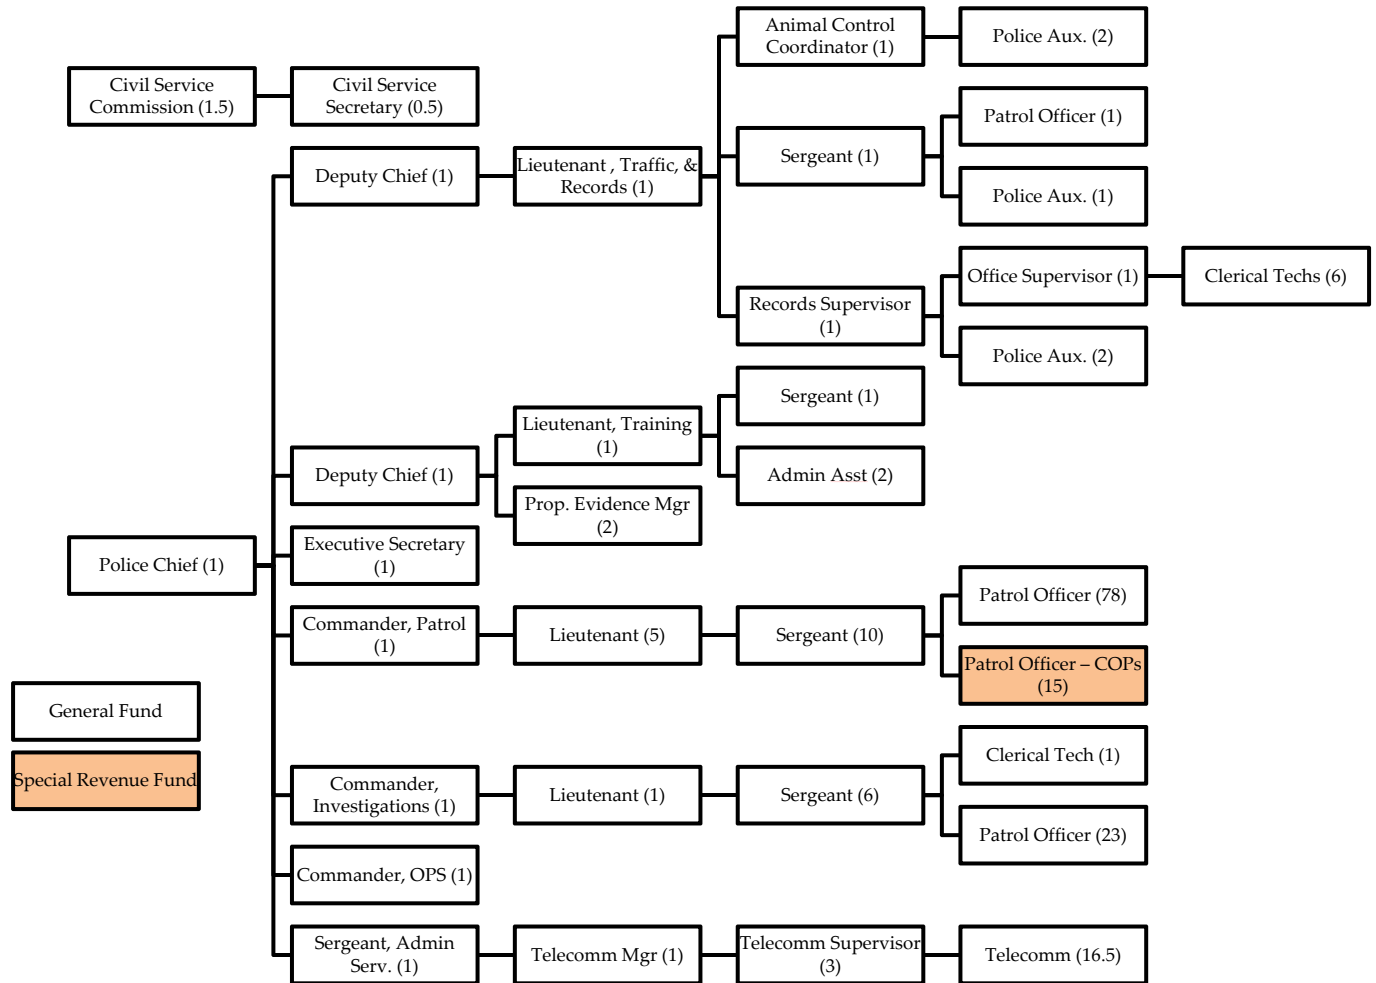 Animal Control
Coordinator (1)
Police Aux. (2)
Civil Service
Commission (1.5)
Civil Service
Secretary (0.5)
Patrol Officer (1)
Sergeant (1)
Police Aux. (1)
Deputy Chief (1)
Lieutenant , Traffic, &
Records (1)
Office Supervisor (1)
Clerical Techs (6)
Records Supervisor
(1)
Police Aux. (2)
Sergeant (1)
Lieutenant, Training
(1)
Deputy Chief (1)
Admin Asst (2)
Prop. Evidence Mgr
(2)
Executive Secretary
(1)
Police Chief (1)
Patrol Officer (78)
Commander, Patrol
(1)
Lieutenant (5)
Sergeant (10)
Patrol Officer – COPs
(15)
General Fund
Special Revenue Fund
Clerical Tech (1)
Commander,
Investigations (1)
Lieutenant (1)
Sergeant (6)
Patrol Officer (23)
Commander, OPS (1)
Sergeant, Admin
Serv. (1)
Telecomm Mgr (1)
Telecomm Supervisor
(3)
Telecomm (16.5)